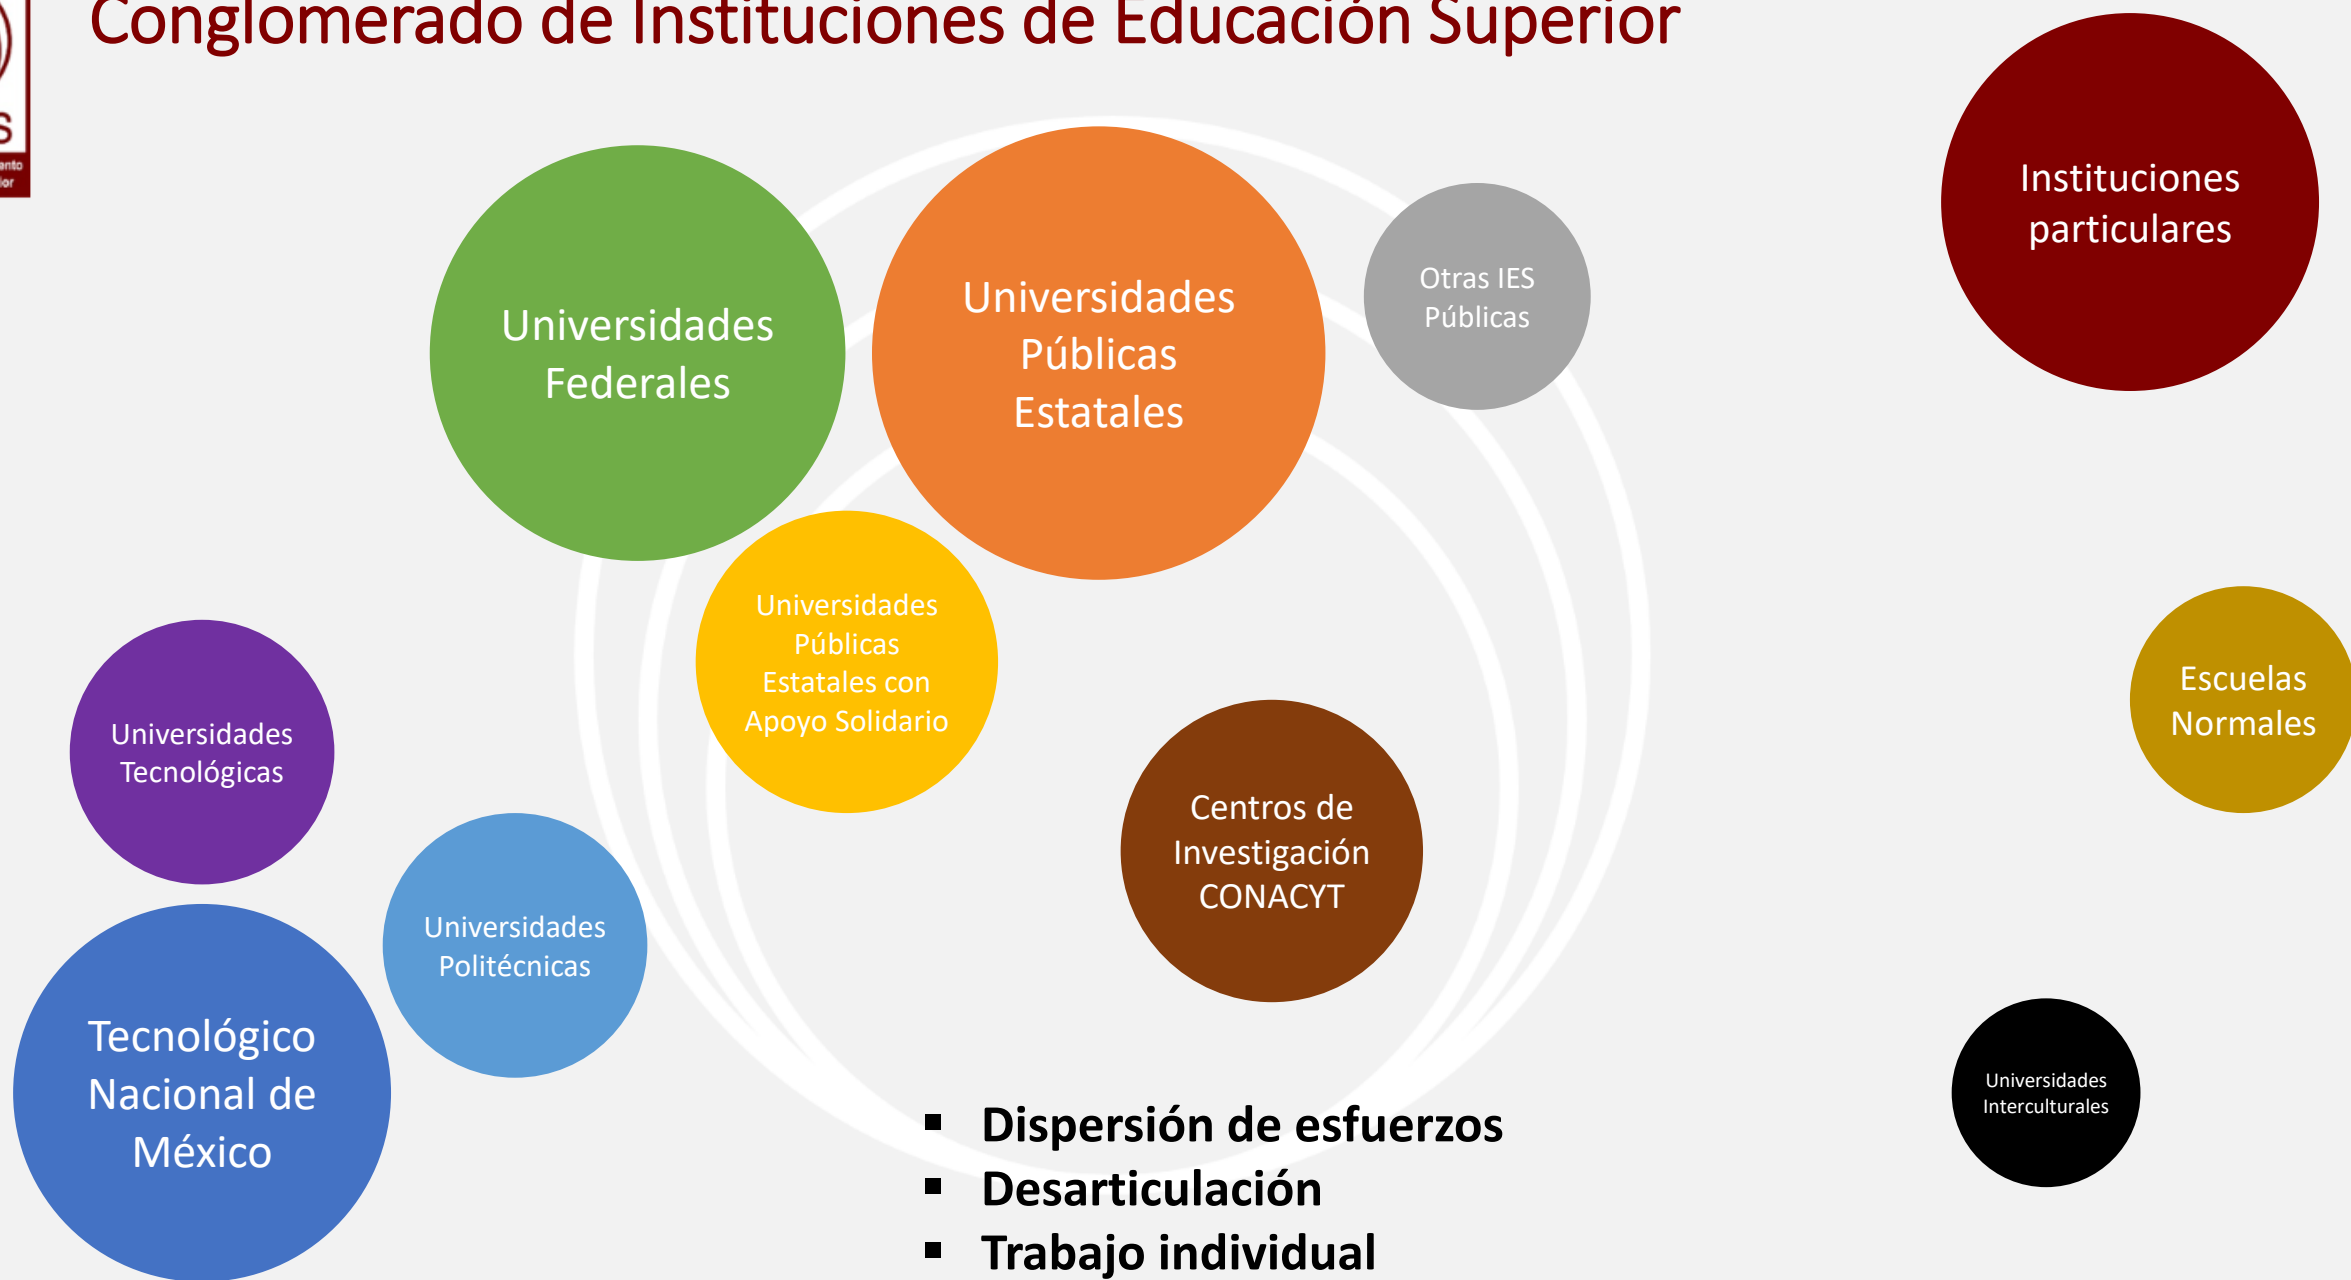 Conglomerado de Instituciones de Educación Superior
S
ento
ior
Instituciones
particulares
Universidades
Federales
Universidades
Públicas
Estatales
Otras IES
Públicas
Universidades
Públicas
Estatales con
Apoyo Solidario
Escuelas
Normales
Universidades
Tecnológicas
Centros de
Investigación
CONACYT
Universidades
Politécnicas
Tecnológico
Nacional de
México
Universidades
Interculturales
▪ Dispersión de esfuerzos
▪ Desarticulación
▪ Trabajo individual